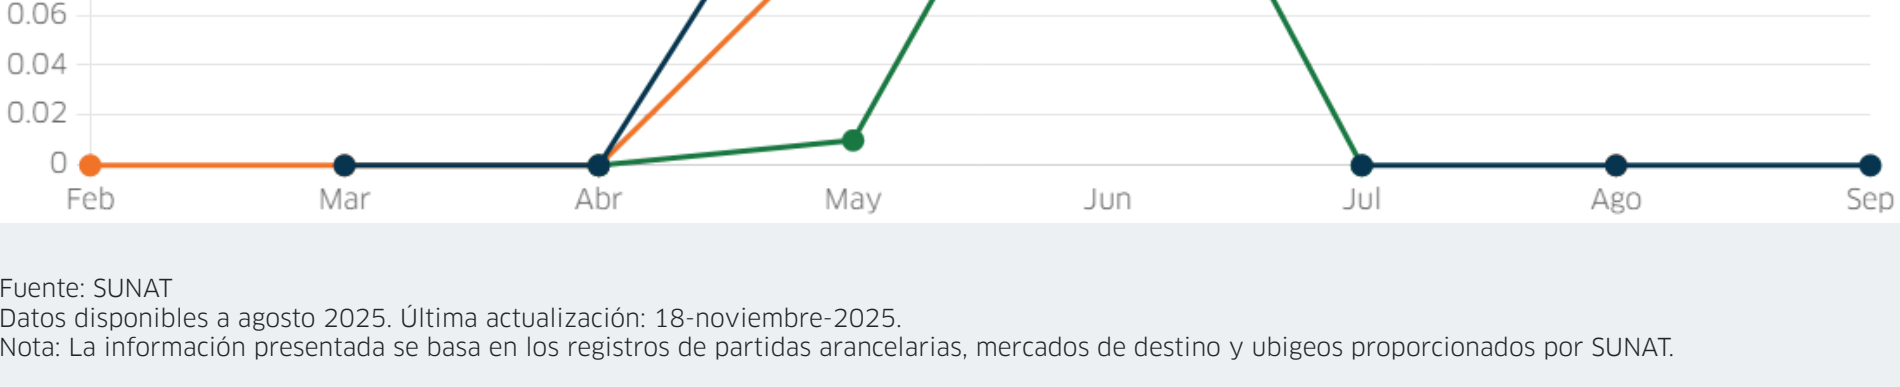 0.06
0.04
0.02
0
Feb Mar Abr May Jun Jul Ago Sep
Fuente: SUNAT
Datos disponibles a agosto 2025. Última actualización: 18-noviembre-2025.
Nota: La información presentada se basa en los registros de partidas arancelarias, mercados de destino y ubigeos proporcionados por SUNAT.